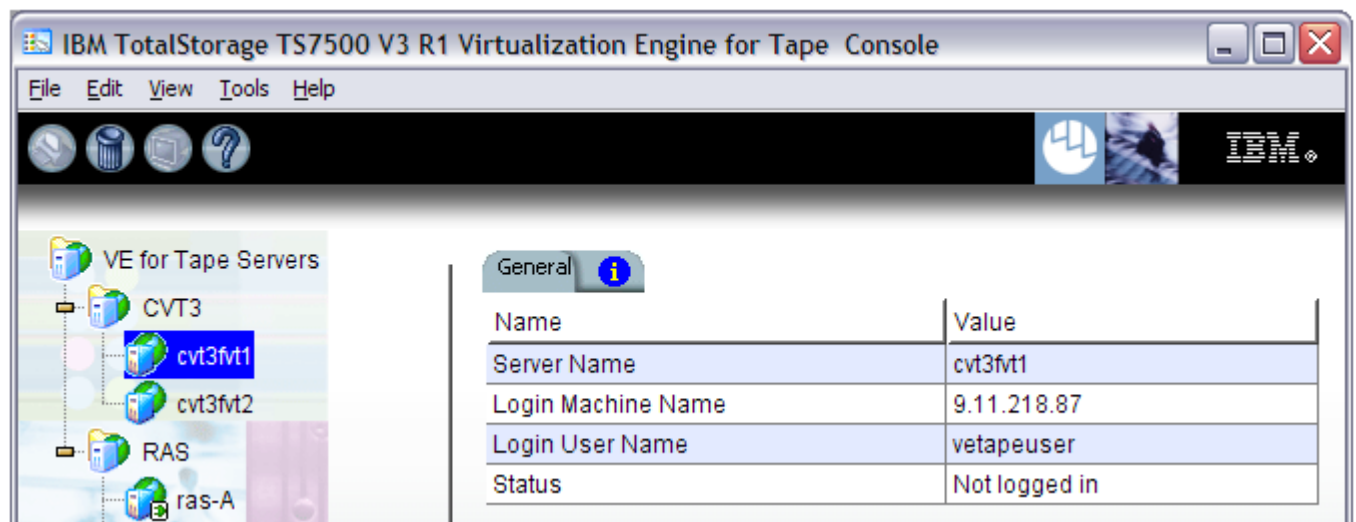 IBM TotalStorage TS7500 V3 R1 Virtualization Engine for Tape Console
File Edit View Tools Help
IBM®
VE for Tape Servers
CVT3
cvt3fvt1
cvt3fvt2
RAS
ras-A
General
Name Value
Server Name cvt3fvt1
Login Machine Name 9.11.218.87
Login User Name vetapeuser
Status Not logged in